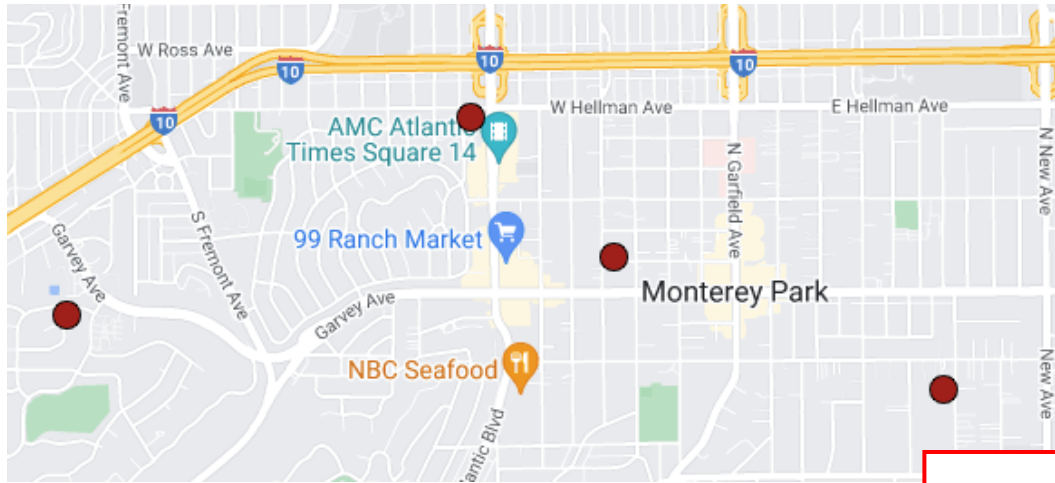 Fremont Ave
W Ross Ave
10
10
10
10
W Hellman Ave
E Hellman Ave
AMC Atlantic
Times Square 14
N Garfield Ave
N New Ave
S Fremont Ave
99 Ranch Market
Garvey Ave
Garvey Ave
Monterey Park
NBC Seafood
New Ave
antic Blvd